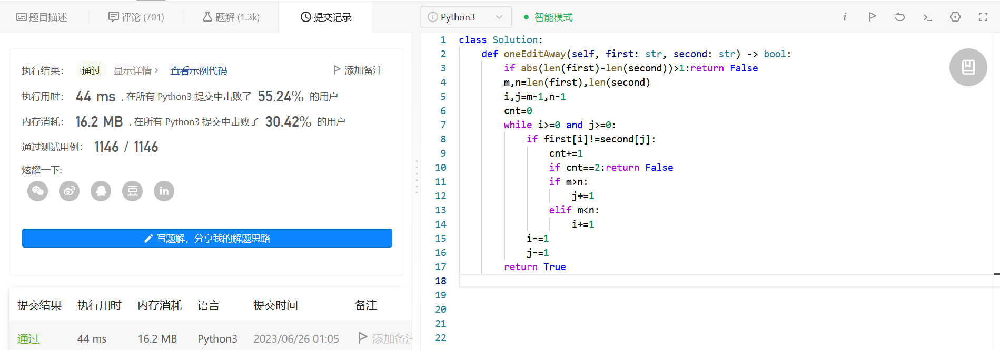 题目描述
评论 (701)
题解 (1.3k)
提交记录
执行结果：
通过
显示详情 >
查看示例代码
添加备注
执行用时： 44 ms , 在所有 Python3 提交中击败了 55.24% 的用户
内存消耗： 16.2 MB , 在所有 Python3 提交中击败了 30.42% 的用户
通过测试用例： 1146 / 1146
炫耀一下:
豆
in
写题解，分享我的解题思路
提交结果 执行用时 内存消耗 语言 提交时间 备注
通过 44 ms 16.2 MB Python3 2023/06/26 01:05 添加备注
Python3
智能模式
1 class Solution:
2     def oneEditAway(self, first: str, second: str) -> bool:
3         if abs(len(first)-len(second))>1:return False
4         m,n=len(first),len(second)
5         i,j=m-1,n-1
6         cnt=0
7         while i>=0 and j>=0:
8             if first[i]!=second[j]:
9                 cnt+=1
10                 if cnt==2:return False
11                 if m>n:
12                     j+=1
13                 elif m<n:
14                     i+=1
15             i-=1
16             j-=1
17         return True
18
19
20
21
22